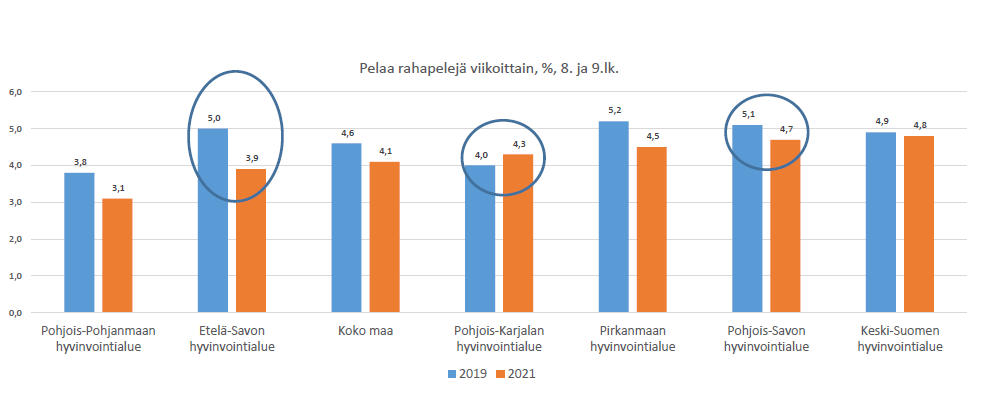 Pelaa rahapelejä viikoittain, %, 8. ja 9.lk.
6,0
5,0
4,0
3,0
2,0
1,0
0,0
3,8
3,1
5,0
3,9
4,6
4,1
4,0
4,3
5,2
4,5
5,1
4,7
4,9
4,8
Pohjois-Pohjanmaan
hyvinvointialue
Etelä-Savon
hyvinvointialue
Koko maa
Pohjois-Karjalan
hyvinvointialue
Pirkanmaan
hyvinvointialue
Pohjois-Savon
hyvinvointialue
Keski-Suomen
hyvinvointialue
2019
2021